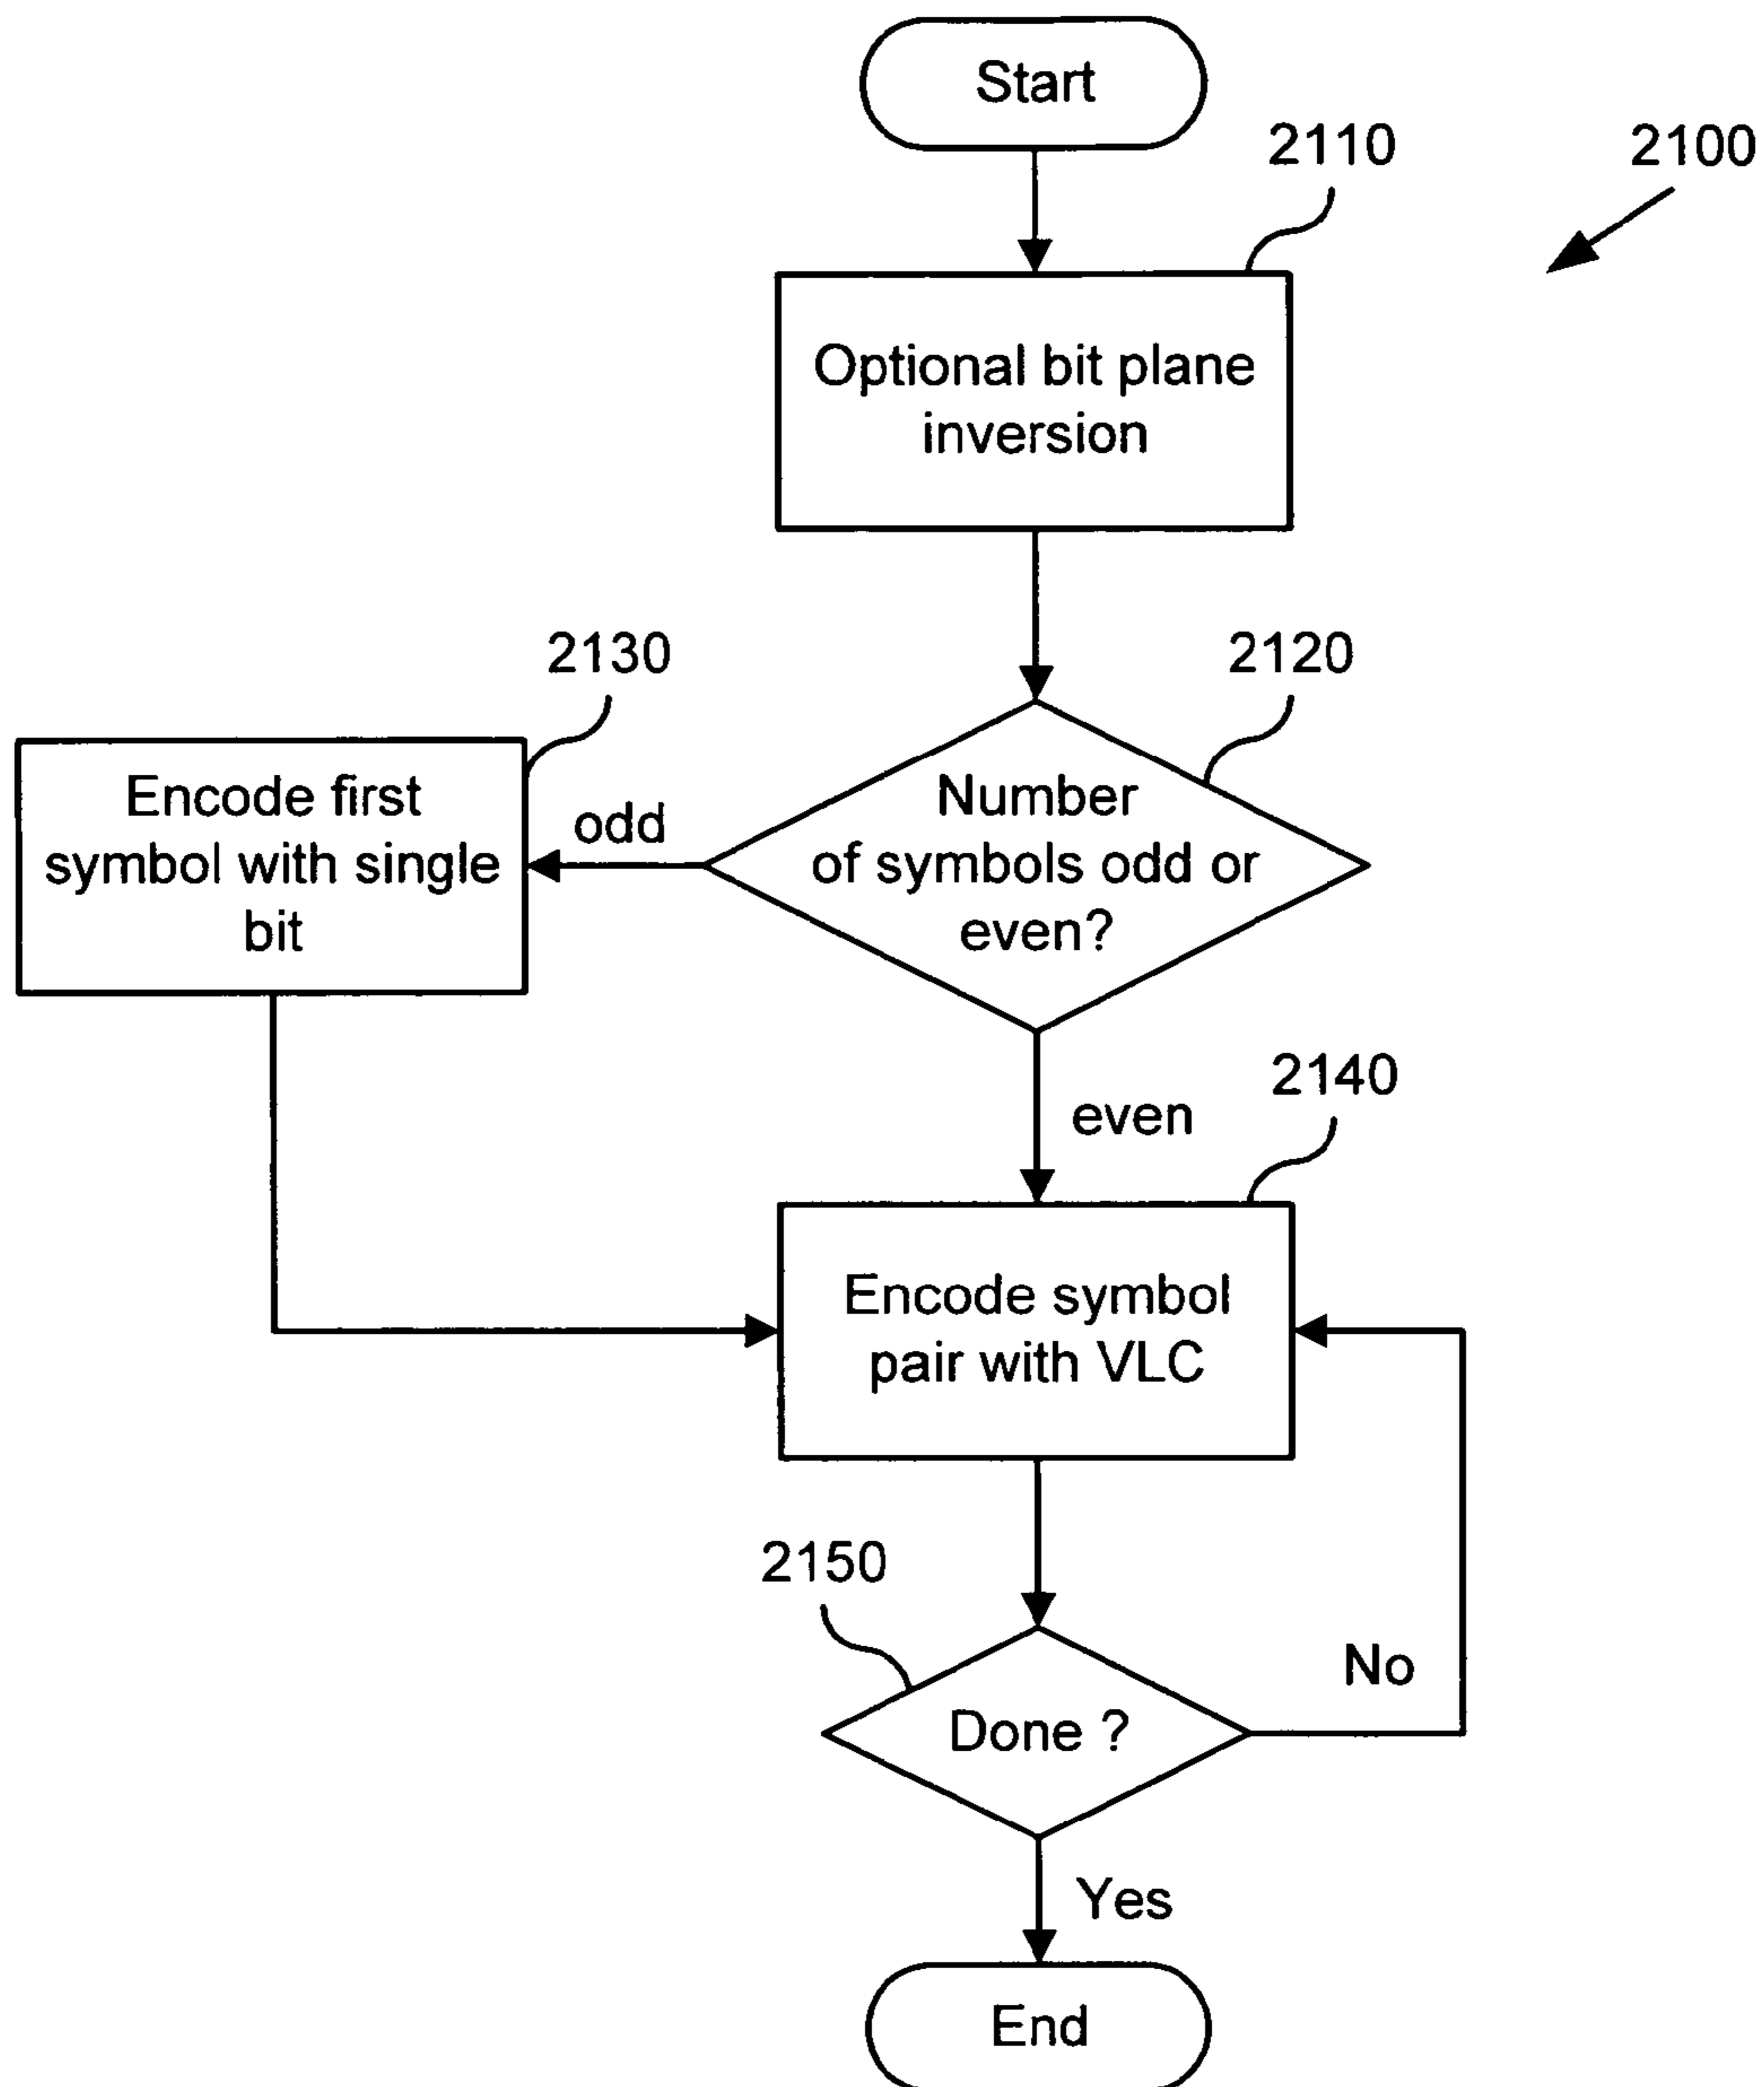 Start
2110
2100
Optional bit plane
inversion
2130
2120
Encode first
symbol with single
bit
odd
Number
of symbols odd or
even?
even
2140
Encode symbol
pair with VLC
2150
Done ?
No
Yes
End